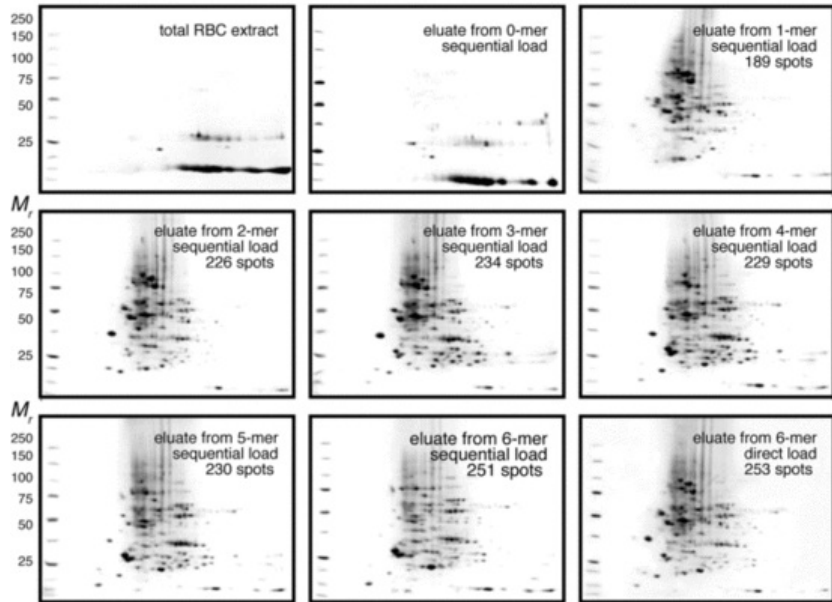 250
150
100
75
50
25
total RBC extract
eluate from 0-mer
sequential load
eluate from 1-mer
sequential load
189 spots
Mr
250
150
100
75
50
25
eluate from 2-mer
sequential load
226 spots
eluate from 3-mer
sequential load
234 spots
eluate from 4-mer
sequential load
229 spots
Mr
250
150
100
75
50
25
eluate from 5-mer
sequential load
230 spots
eluate from 6-mer
sequential load
251 spots
eluate from 6-mer
direct load
253 spots